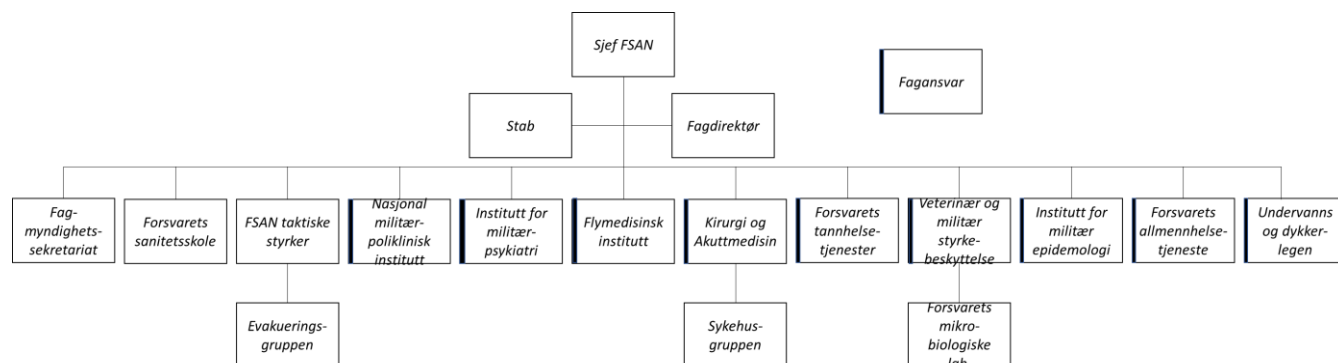 Sjef FSAN
Fagansvar
Stab
Fagdirektør
Fag-
myndighets-
sekretariat
Forsvarets
sanitetsskole
FSAN taktiske
styrker
Nasjonal
militær-
poliklinisk
institutt
Institutt for
militær-
psykiatri
Flymedisinsk
institutt
Kirurgi og
Akuttmedisin
Forsvarets
tannhelse-
tjenester
Veterinær og
militær
styrke-
beskyttelse
Institutt for
militær
epidemologi
Forsvarets
allmennhelse-
tjeneste
Undervanns
og dykker-
legen
Evakuerings-
gruppen
Sykehus-
gruppen
Forsvarets
mikro-
biologiske
lab